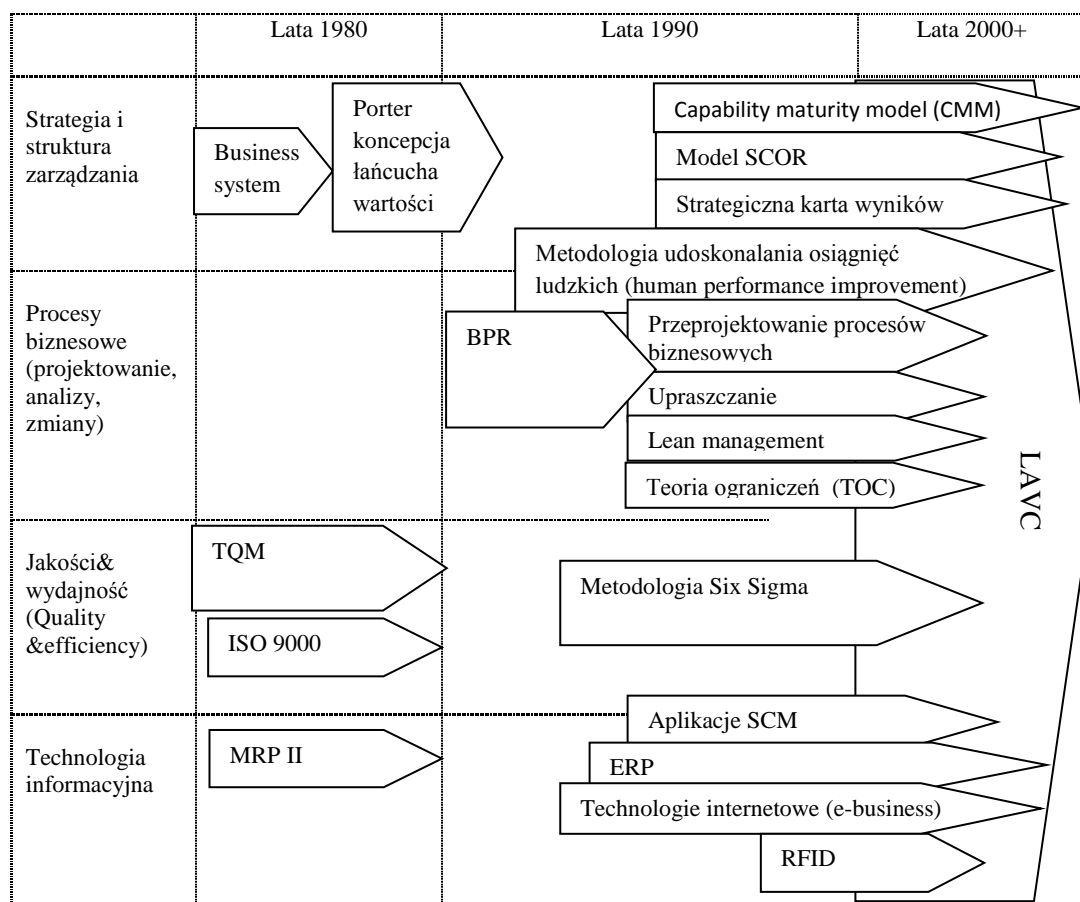 Lata 1980
Lata 1990
Lata 2000+
Strategia i
struktura
zarządzania
Business
system
Porter
koncepcja
łańcucha
wartości
Capability maturity model (CMM)
Model SCOR
Strategiczna karta wyników
Metodologia udoskonalania osiągnięć
ludzkich (human performance improvement)
Procesy
biznesowe
(projektowanie,
analizy,
zmiany)
BPR
Przeprojektowanie procesów
biznesowych
Upraszczanie
Lean management
Teoria ograniczeń (TOC)
LAVC
Jakości&
wydajność
(Quality
&efficiency)
TQM
ISO 9000
Metodologia Six Sigma
Technologia
informacyjna
MRP II
Aplikacje SCM
ERP
Technologie internetowe (e-business)
RFID